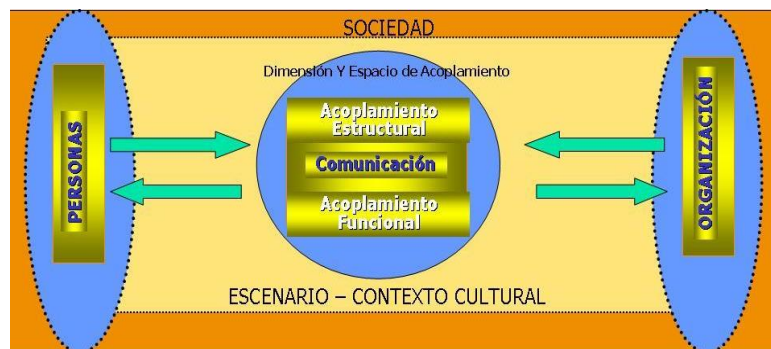 SOCIEDAD
Dimensión Y Espacio de Acoplamiento
PERSONAS
Acoplamiento
Estructural
Comunicación
Acoplamiento
Funcional
ORGANIZACIÓN
ESCENARIO – CONTEXTO CULTURAL